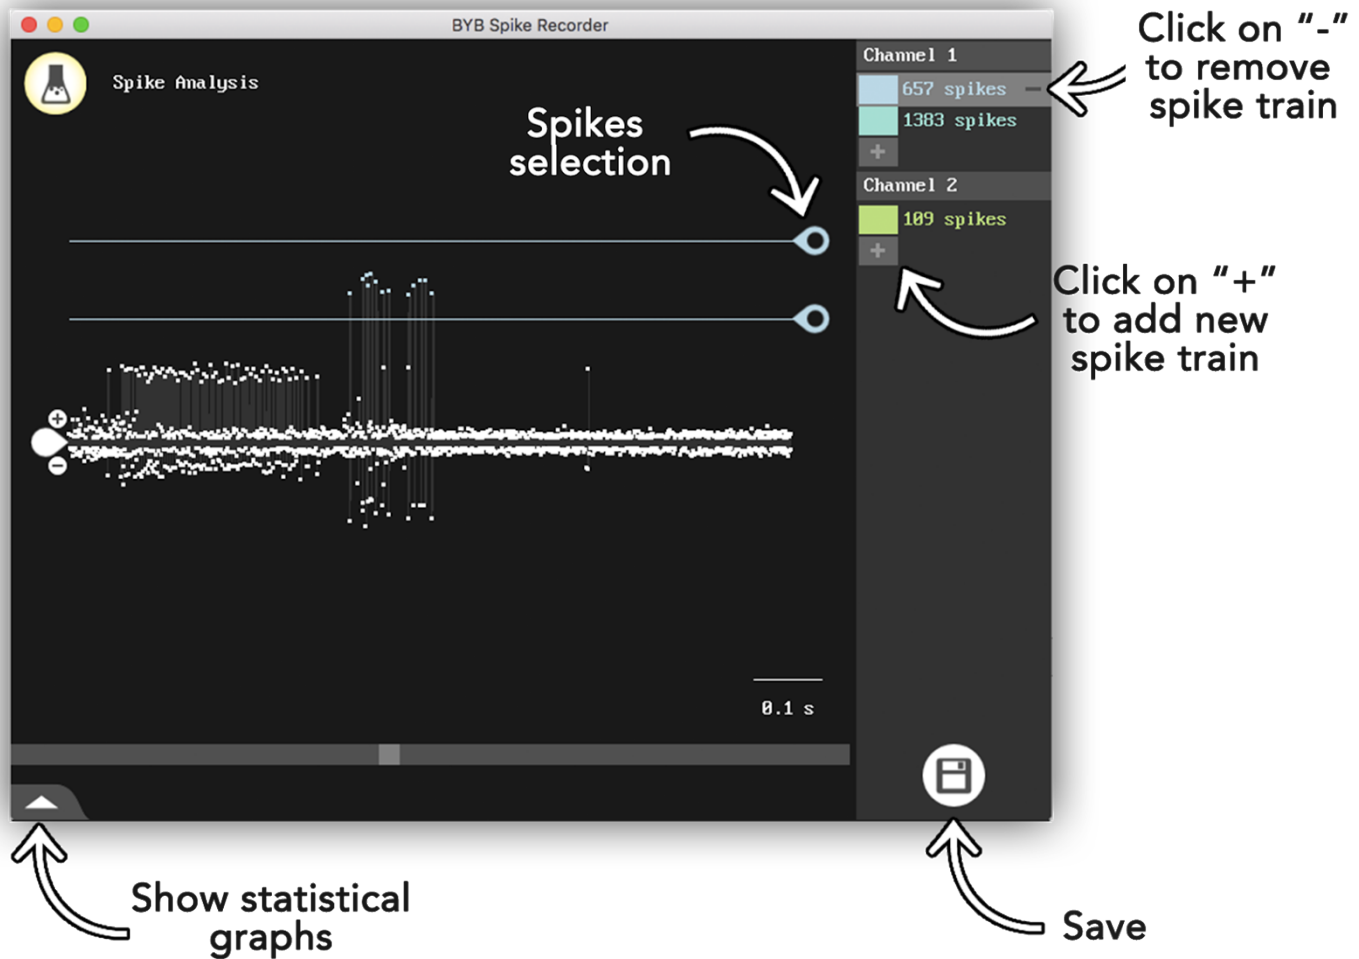 BYB Spike Recorder
Spike Analysis
Channel 1
657 spikes -
1383 spikes
+
Channel 2
109 spikes
+
Click on “-”
to remove
spike train
Spikes
selection
Click on “+”
to add new
spike train
+
-
0.1 s
Show statistical
graphs
Save